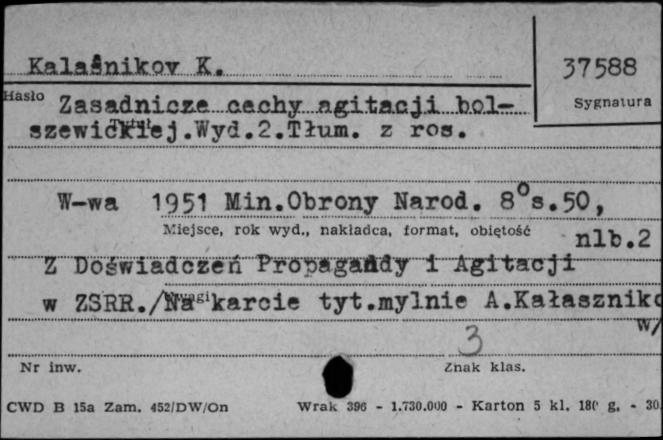 Kalašnikov K.
37588
Hasło
Sygnatura
Zasadnicze cechy agitacji bol-
szewickiej.Wyd.2.Tłum. z ros.
W-wa 1951 Min.Obrony Narod. 8°s.50,
Miejsce, rok wyd., nakładca, format, objętość
nlb.2
Z Doświadczeń Propagandy i Agitacji
w ZSRR./Na karcie tyt.mylnie A.Kałaszniko
w/
3
Nr inw.
Znak klas.
CWD B 15a Zam. 452/DW/On
Wrak 396 - 1.730.000 - Karton 5 kl. 180 g. - 30.